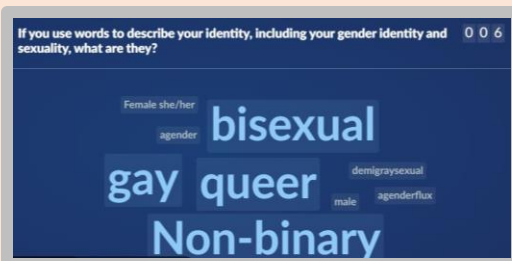 If you use words to describe your identity, including your gender identity and
sexuality, what are they?
0 0 6
Female she/her
agender
bisexual
gay
queer
demigraysexual
male
agenderflux
Non-binary